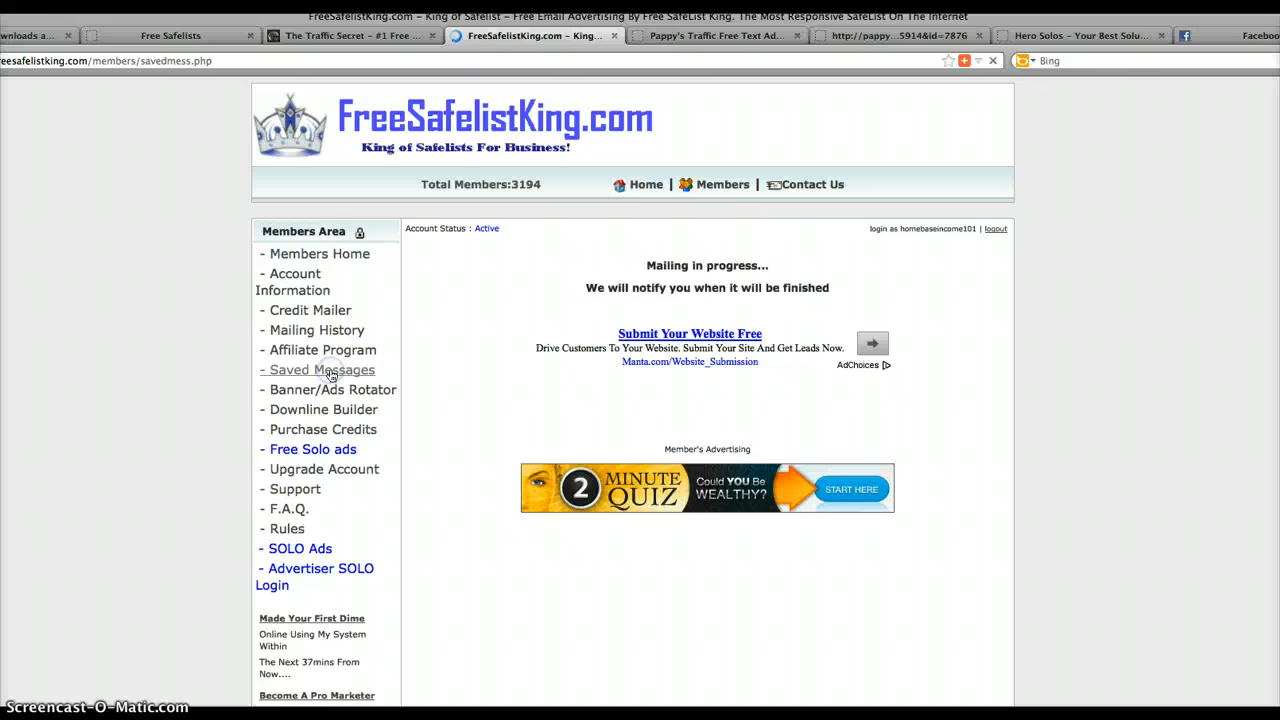 FreeSafelistKing.com – King of Safelist – Free Email Advertising By Free SafeList King. The Most Responsive SafeList On The Internet
wnloads a...
Free Safelists
The Traffic Secret – #1 Free ...
FreeSafelistKing.com – King...
Pappy's Traffic Free Text Ad...
http://pappy...5914&id=7876
Hero Solos – Your Best Solu...
Facebo
eesafelistking.com/members/savedmess.php
Bing
FreeSafelistKing.com
King of Safelists For Business!
Total Members:3194
Home | Members | Contact Us
Members Area
- Members Home
- Account
Information
- Credit Mailer
- Mailing History
- Affiliate Program
- Saved Messages
- Banner/Ads Rotator
- Downline Builder
- Purchase Credits
- Free Solo ads
- Upgrade Account
- Support
- F.A.Q.
- Rules
- SOLO Ads
- Advertiser SOLO
Login
Made Your First Dime
Online Using My System
Within
The Next 37mins From
Now....
Become A Pro Marketer
Account Status : Active
login as homebaseincome101 | logout
Mailing in progress...
We will notify you when it will be finished
Submit Your Website Free
Drive Customers To Your Website. Submit Your Site And Get Leads Now.
Manta.com/Website_Submission
AdChoices
Member's Advertising
2 MINUTE QUIZ
Could YOU Be
WEALTHY?
START HERE
Screencast-O-Matic.com